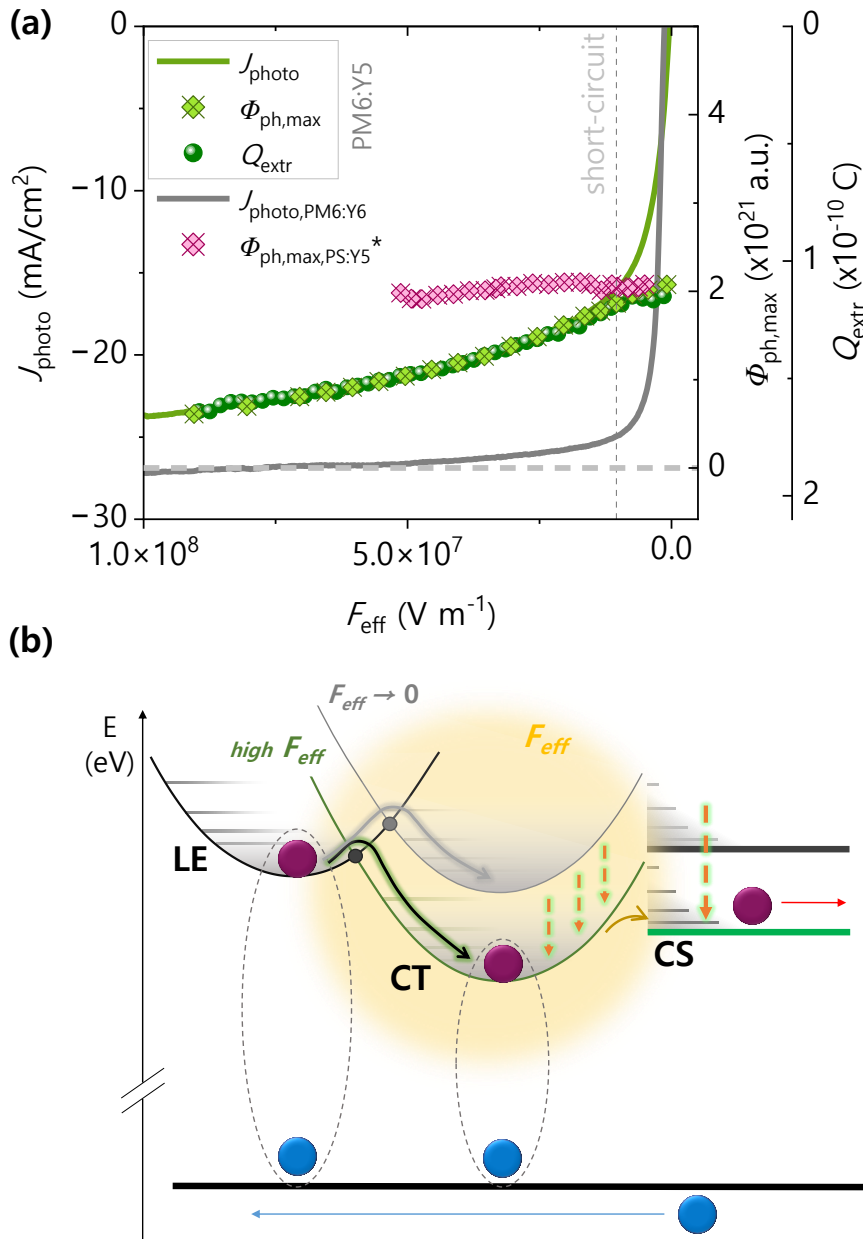 (a)
J_photo
Φ_ph,max
Q_extr
PM6:Y5
J_photo,PM6:Y6
Φ_ph,max,PS:Y5*
short-circuit
J_photo (mA/cm²)
0
−10
−20
−30
1.0×10⁸
5.0×10⁷
0.0
F_eff (V m⁻¹)
4
2
0
Φ_ph,max (x10²¹ a.u.)
0
1
2
Q_extr (x10⁻¹⁰ C)
(b)
E
(eV)
F_eff → 0
high F_eff
F_eff
LE
CT
CS